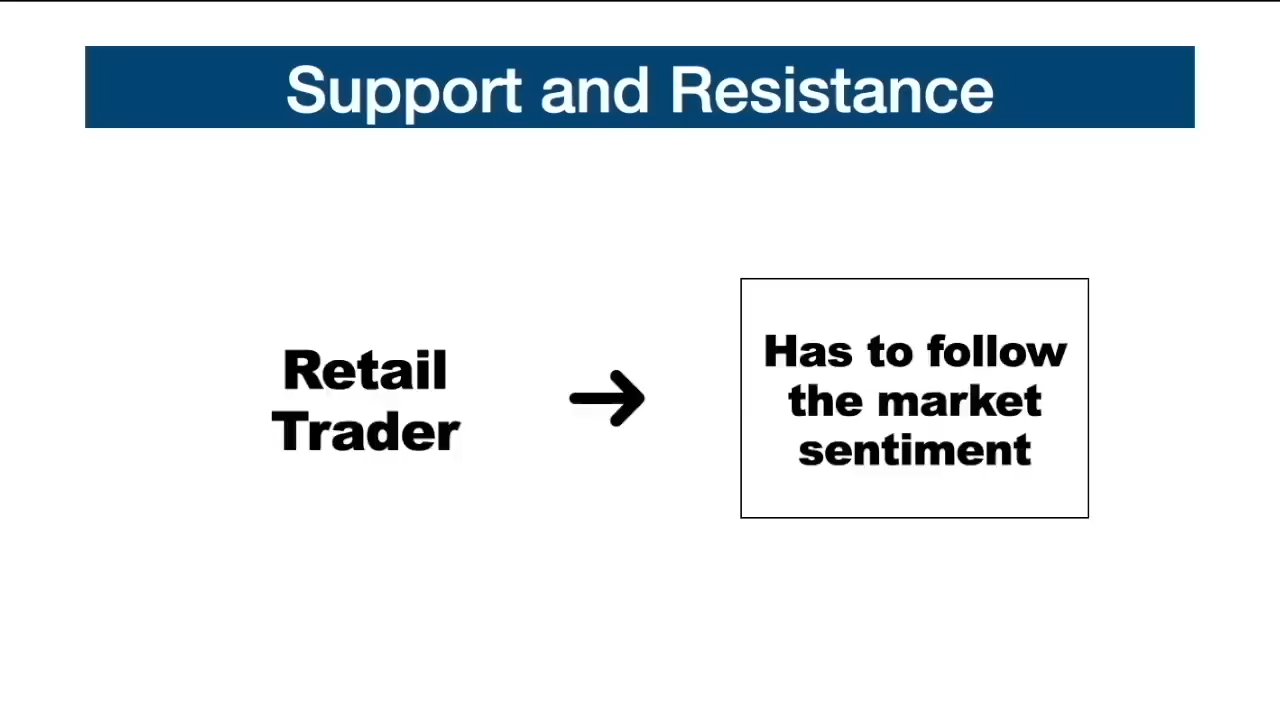 Support and Resistance
Retail
Trader
Has to follow
the market
sentiment